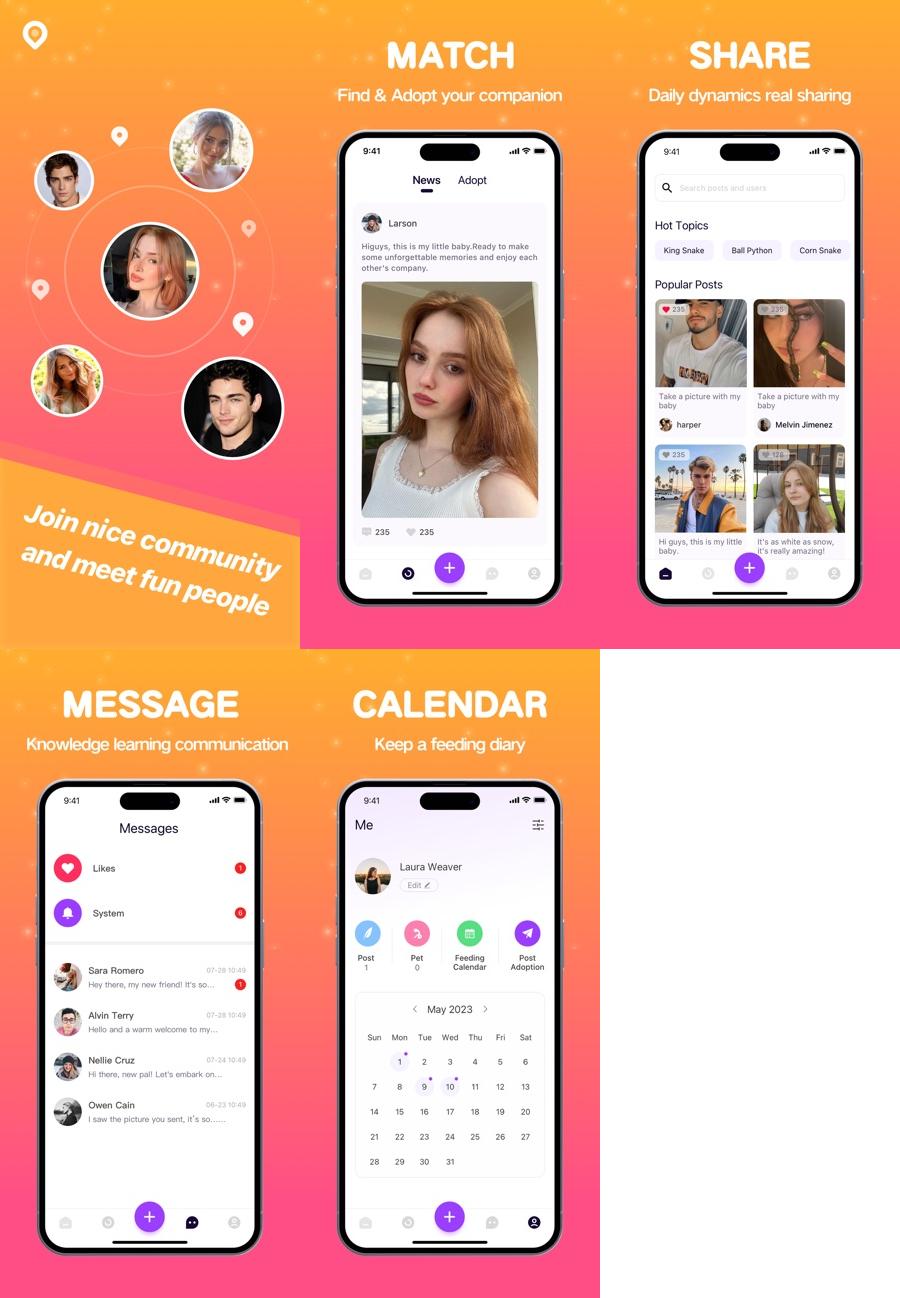 Join nice community
and meet fun people
MATCH
Find & Adopt your companion
9:41
News Adopt
Larson
Higuys, this is my little baby.Ready to make
some unforgettable memories and enjoy each
other's company.
235 235
SHARE
Daily dynamics real sharing
9:41
Search posts and users
Hot Topics
King Snake Ball Python Corn Snake
Popular Posts
235 235
Take a picture with my
baby
harper
Take a picture with my
baby
Melvin Jimenez
235 128
Hi guys, this is my little
baby.
It's as white as snow,
it's really amazing!
MESSAGE
Knowledge learning communication
9:41
Messages
Likes 1
System 6
Sara Romero 07-28 10:49
Hey there, my new friend! It's so... 1
Alvin Terry 07-28 10:49
Hello and a warm welcome to my...
Nellie Cruz 07-24 10:49
Hi there, new pal! Let's embark on...
Owen Cain 06-23 10:49
I saw the picture you sent, it's so......
CALENDAR
Keep a feeding diary
9:41
Me
Laura Weaver
Edit
Post
1
Pet
0
Feeding
Calendar
Post
Adoption
May 2023
Sun Mon Tue Wed Thu Fri Sat
1 2 3 4 5 6
7 8 9 10 11 12 13
14 15 16 17 18 19 20
21 22 23 24 25 26 27
28 29 30 31